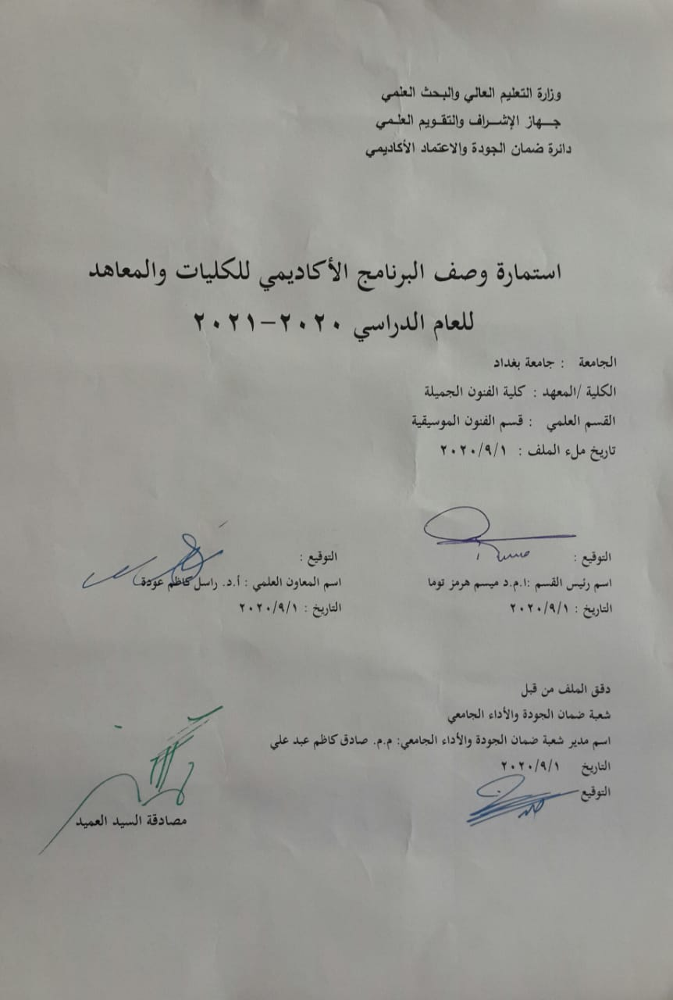 وزارة التعليم العالي والبحث العلمي
جهاز الإشراف والتقويم العلمي
دائرة ضمان الجودة والاعتماد الأكاديمي
استمارة وصف البرنامج الأكاديمي للكليات والمعاهد
للعام الدراسي ٢٠٢٠-٢٠٢١
الجامعة : جامعة بغداد
الكلية /المعهد : كلية الفنون الجميلة
القسم العلمي : قسم الفنون الموسيقية
تاريخ ملء الملف : ٢٠٢٠/٩/١
التوقيع :
اسم رئيس القسم :ا.م.د ميسم هرمز توما
التاريخ : ٢٠٢٠/٩/١
التوقيع :
اسم المعاون العلمي : أ.د. راسل كاظم عودة
التاريخ : ٢٠٢٠/٩/١
دقق الملف من قبل
شعبة ضمان الجودة والأداء الجامعي
اسم مدير شعبة ضمان الجودة والأداء الجامعي: م.م. صادق كاظم عبد علي
التاريخ ٢٠٢٠/٩/١
التوقيع
مصادقة السيد العميد